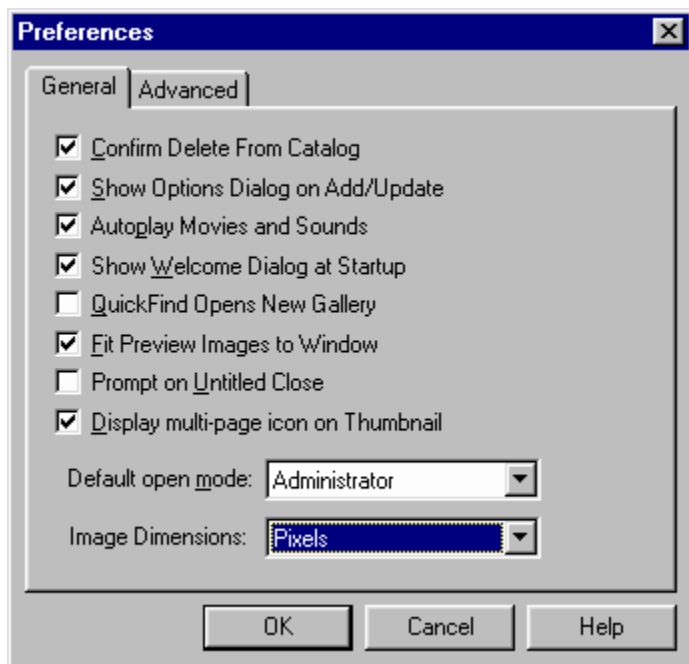 Preferences
General Advanced
Confirm Delete From Catalog
Show Options Dialog on Add/Update
Autoplay Movies and Sounds
Show Welcome Dialog at Startup
QuickFind Opens New Gallery
Fit Preview Images to Window
Prompt on Untitled Close
Display multi-page icon on Thumbnail
Default open mode: Administrator
Image Dimensions: Pixels
OK Cancel Help